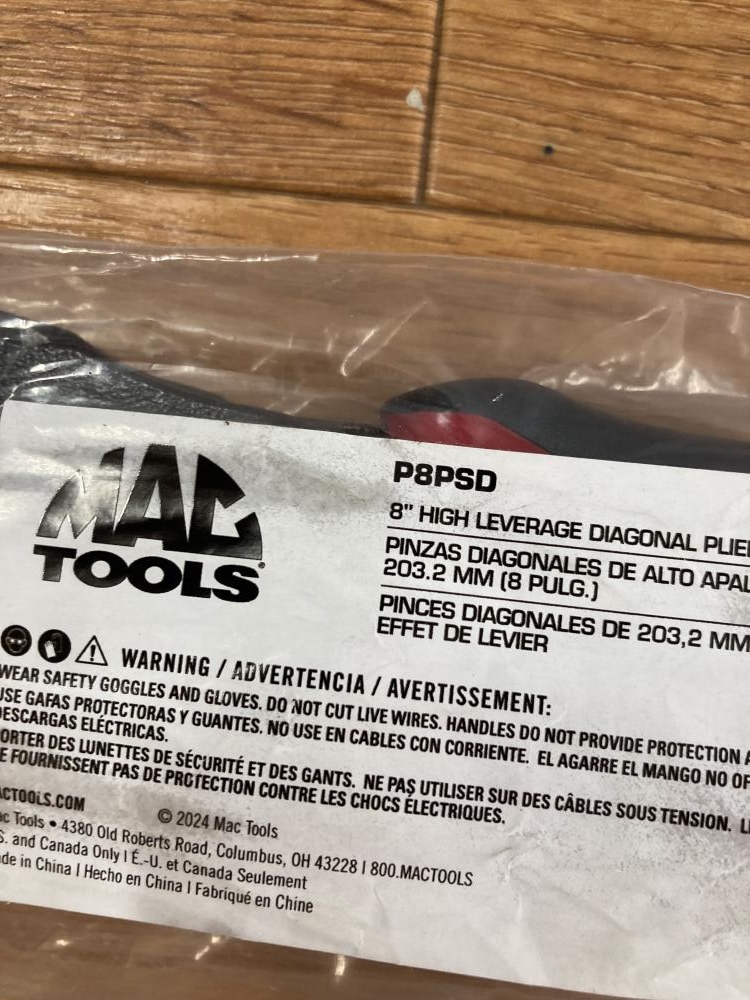 MAC
TOOLS
P8PSD
8" HIGH LEVERAGE DIAGONAL
PINZAS DIAGONALES DE ALTO
203.2 MM (8 PULG.)
PINCES DIAGONALES DE 203,2 MM
EFFET DE LEVIER
WARNING / ADVERTENCIA / AVERTISSEMENT:
WEAR SAFETY GOGGLES AND GLOVES. DO NOT CUT LIVE WIRES. HANDLES DO NOT PROVIDE PROTECTION
USE GAFAS PROTECTORAS Y GUANTES. NO USE EN CABLES CON CORRIENTE. EL AGARRE EL MANGO NO
DESCARGAS ELÉCTRICAS.
PORTER DES LUNETTES DE SÉCURITÉ ET DES GANTS. NE PAS UTILISER SUR DES CÂBLES SOUS TENSION.
NE FOURNISSENT PAS DE PROTECTION CONTRE LES CHOCS ÉLECTRIQUES.
MACTOOLS.COM © 2024 Mac Tools
Mac Tools • 4380 Old Roberts Road, Columbus, OH 43228 | 800.MACTOOLS
U.S. and Canada Only | É.-U. et Canada Seulement
Made in China | Hecho en China | Fabriqué en Chine